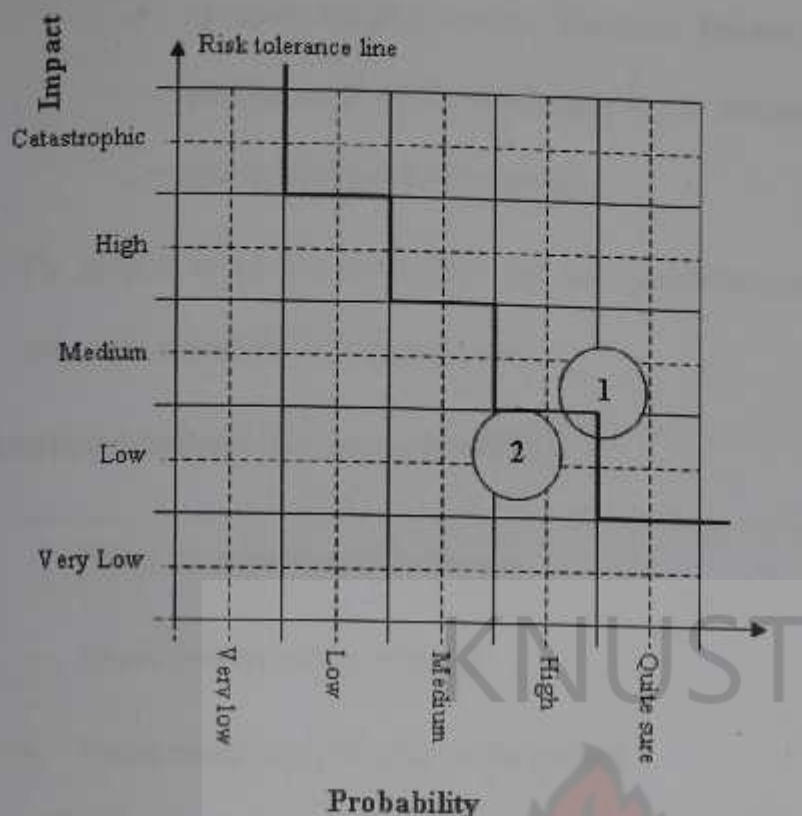 Impact
Risk tolerance line
Catastrophic
High
Medium
1
Low
2
Very Low
KNUST
Very low
Low
Medium
High
Quite sure
Probability